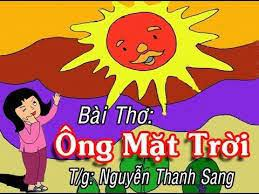 Bài Thơ:
Ông Mặt Trời
T/g: Nguyễn Thanh Sang